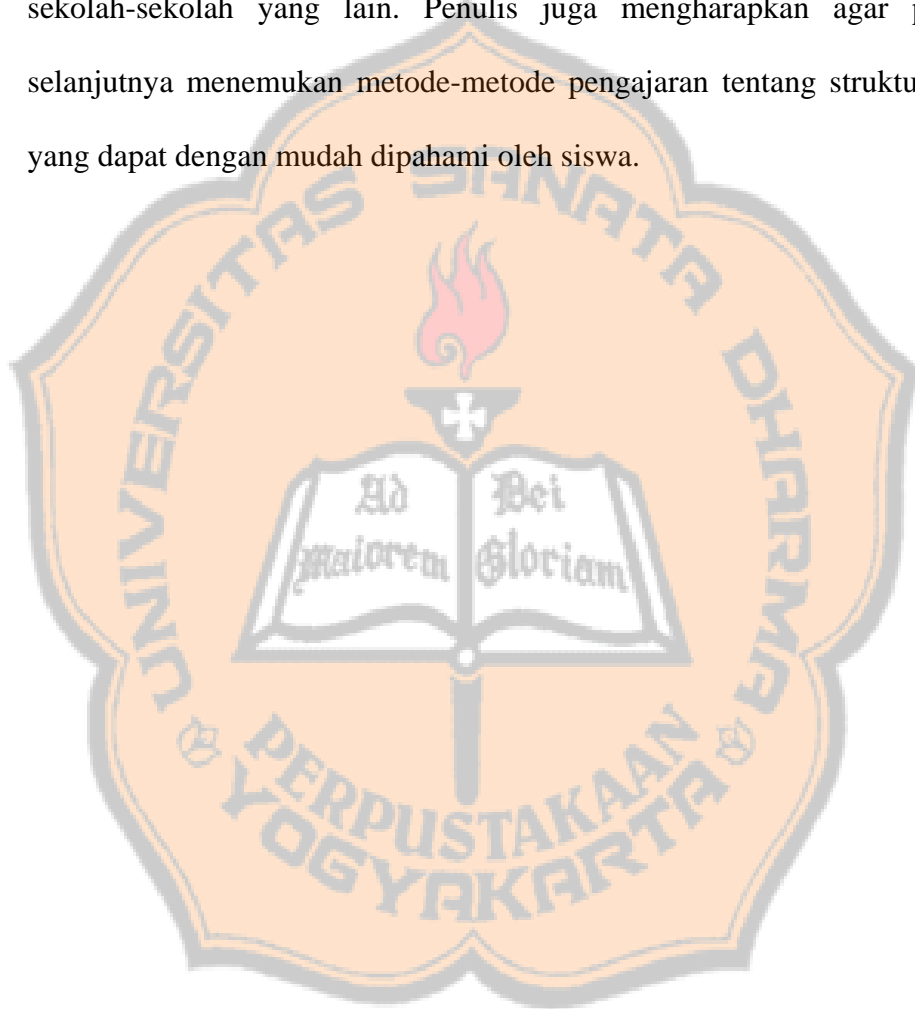 sekolah-sekolah yang lain. Penulis juga mengharapkan agar p
selanjutnya menemukan metode-metode pengajaran tentang struktu
yang dapat dengan mudah dipahami oleh siswa.
UNIVERSITAS SANATA DHARMA
Ad Dei
Maiorem Gloriam
PERPUSTAKAAN
YOGYAKARTA